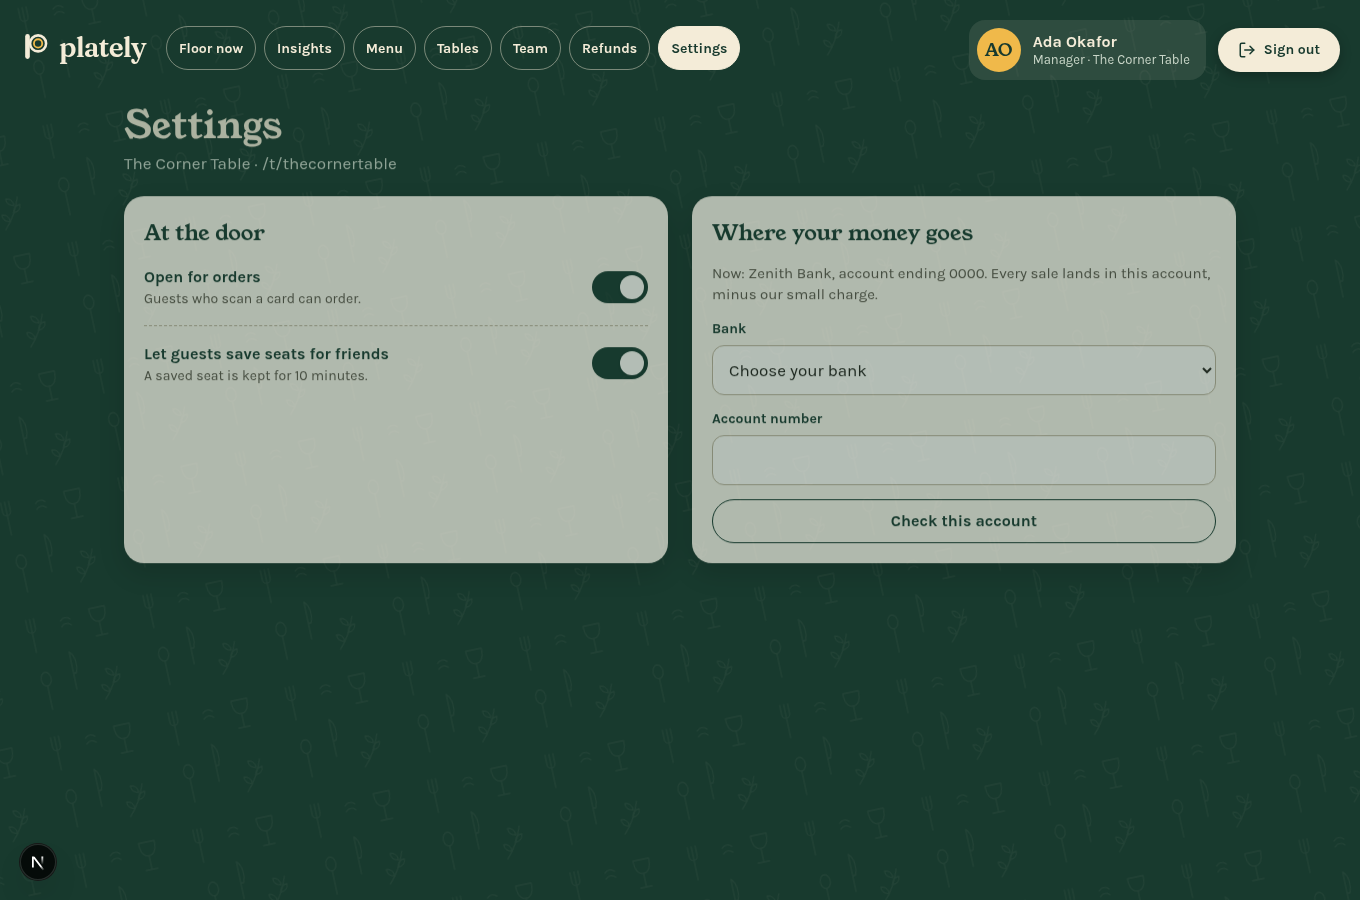 plately
Floor now
Insights
Menu
Tables
Team
Refunds
Settings
AO
Ada Okafor
Manager · The Corner Table
Sign out
Settings
The Corner Table · /t/thecornertable
At the door
Open for orders
Guests who scan a card can order.
Let guests save seats for friends
A saved seat is kept for 10 minutes.
Where your money goes
Now: Zenith Bank, account ending 0000. Every sale lands in this account,
minus our small charge.
Bank
Choose your bank
Account number
Check this account
N